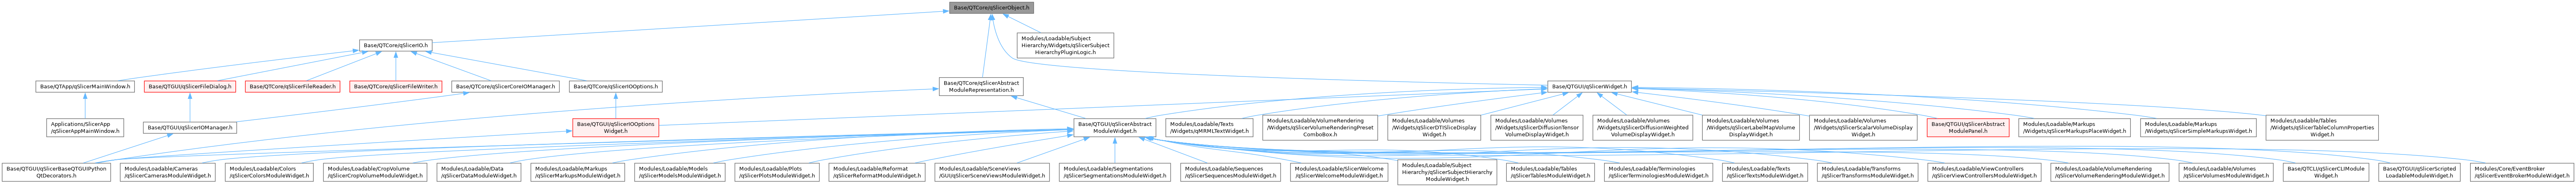 Base/QTCore/qSlicerObject.h
Base/QTCore/qSlicerIO.h
Modules/Loadable/Subject
Hierarchy/Widgets/qSlicerSubject
HierarchyPluginLogic.h
Base/QTApp/qSlicerMainWindow.h
Base/QTGUI/qSlicerFileDialog.h
Base/QTCore/qSlicerFileReader.h
Base/QTCore/qSlicerFileWriter.h
Base/QTCore/qSlicerCoreIOManager.h
Base/QTCore/qSlicerIOOptions.h
Base/QTCore/qSlicerAbstract
ModuleRepresentation.h
Base/QTGUI/qSlicerWidget.h
Applications/SlicerApp
/qSlicerAppMainWindow.h
Base/QTGUI/qSlicerIOManager.h
Base/QTGUI/qSlicerIOOptions
Widget.h
Base/QTGUI/qSlicerAbstract
ModuleWidget.h
Modules/Loadable/Texts
/Widgets/qMRMLTextWidget.h
Modules/Loadable/VolumeRendering
/Widgets/qSlicerVolumeRenderingPreset
ComboBox.h
Modules/Loadable/Volumes
/Widgets/qSlicerDTISliceDisplay
Widget.h
Modules/Loadable/Volumes
/Widgets/qSlicerDiffusionTensor
VolumeDisplayWidget.h
Modules/Loadable/Volumes
/Widgets/qSlicerDiffusionWeighted
VolumeDisplayWidget.h
Modules/Loadable/Volumes
/Widgets/qSlicerLabelMapVolume
DisplayWidget.h
Modules/Loadable/Volumes
/Widgets/qSlicerScalarVolumeDisplay
Widget.h
Base/QTGUI/qSlicerAbstract
ModulePanel.h
Modules/Loadable/Markups
/Widgets/qSlicerMarkupsPlaceWidget.h
Modules/Loadable/Markups
/Widgets/qSlicerSimpleMarkupsWidget.h
Modules/Loadable/Tables
/Widgets/qSlicerTableColumnProperties
Widget.h
Base/QTGUI/qSlicerBaseQTGUIPython
QtDecorators.h
Modules/Loadable/Cameras
/qSlicerCamerasModuleWidget.h
Modules/Loadable/Colors
/qSlicerColorsModuleWidget.h
Modules/Loadable/CropVolume
/qSlicerCropVolumeModuleWidget.h
Modules/Loadable/Data
/qSlicerDataModuleWidget.h
Modules/Loadable/Markups
/qSlicerMarkupsModuleWidget.h
Modules/Loadable/Models
/qSlicerModelsModuleWidget.h
Modules/Loadable/Plots
/qSlicerPlotsModuleWidget.h
Modules/Loadable/Reformat
/qSlicerReformatModuleWidget.h
Modules/Loadable/SceneViews
/GUI/qSlicerSceneViewsModuleWidget.h
Modules/Loadable/Segmentations
/qSlicerSegmentationsModuleWidget.h
Modules/Loadable/Sequences
/qSlicerSequencesModuleWidget.h
Modules/Loadable/SlicerWelcome
/qSlicerWelcomeModuleWidget.h
Modules/Loadable/Subject
Hierarchy/qSlicerSubjectHierarchy
ModuleWidget.h
Modules/Loadable/Tables
/qSlicerTablesModuleWidget.h
Modules/Loadable/Terminologies
/qSlicerTerminologiesModuleWidget.h
Modules/Loadable/Texts
/qSlicerTextsModuleWidget.h
Modules/Loadable/Transforms
/qSlicerTransformsModuleWidget.h
Modules/Loadable/ViewControllers
/qSlicerViewControllersModuleWidget.h
Modules/Loadable/VolumeRendering
/qSlicerVolumeRenderingModuleWidget.h
Modules/Loadable/Volumes
/qSlicerVolumesModuleWidget.h
Base/QTCLI/qSlicerCLIModule
Widget.h
Base/QTGUI/qSlicerScripted
LoadableModuleWidget.h
Modules/Core/EventBroker
/qSlicerEventBrokerModuleWidget.h